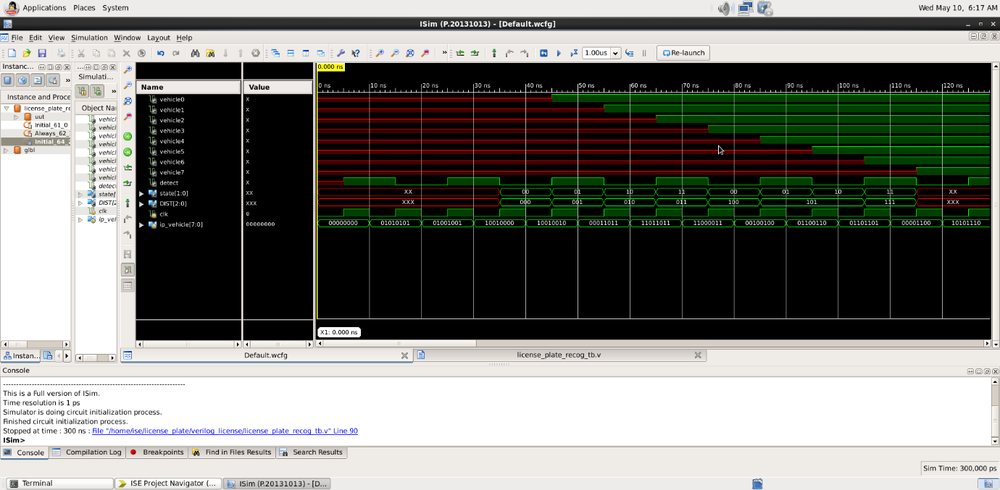 Applications Places System
Wed May 10, 6:17 AM
ISim (P.20131013) - [Default.wcfg]
File Edit View Simulation Window Layout Help
1.00us
Re-launch
Instanc...
Simulati...
Instance and Proce
Object Na
license_plate_re
uut
Initial_61_0
Always_62_
Initial_64_
glbl
vehicl
vehicl
vehicl
vehicl
vehicl
vehicl
vehicl
vehicl
detec
state[
DIST[2
clk
ip_vel
Name Value
vehicle0 X
vehicle1 X
vehicle2 X
vehicle3 X
vehicle4 X
vehicle5 X
vehicle6 X
vehicle7 X
detect X
state[1:0] XX
DIST[2:0] XXX
clk 0
ip_vehicle[7:0] 00000000
0.000 ns
0 ns 10 ns 20 ns 30 ns 40 ns 50 ns 60 ns 70 ns 80 ns 90 ns 100 ns 110 ns 120 ns
XX 00 01 10 11 00 01 10 11 XX
XXX 000 001 010 011 100 101 111 XXX
00000000 01010101 01001001 10010000 10010010 00011011 11011011 11000011 00100100 01100110 01101101 00001100 10101110
X1: 0.000 ns
Instan...
Default.wcfg
license_plate_recog_tb.v
Console
This is a Full version of ISim.
Time resolution is 1 ps
Simulator is doing circuit initialization process.
Finished circuit initialization process.
Stopped at time : 300 ns : File "/home/ise/license_plate/verilog_license/license_plate_recog_tb.v" Line 90
ISim>
Console Compilation Log Breakpoints Find in Files Results Search Results
Sim Time: 300,000 ps
Terminal
ISE Project Navigator (...
ISim (P.20131013) - [D...